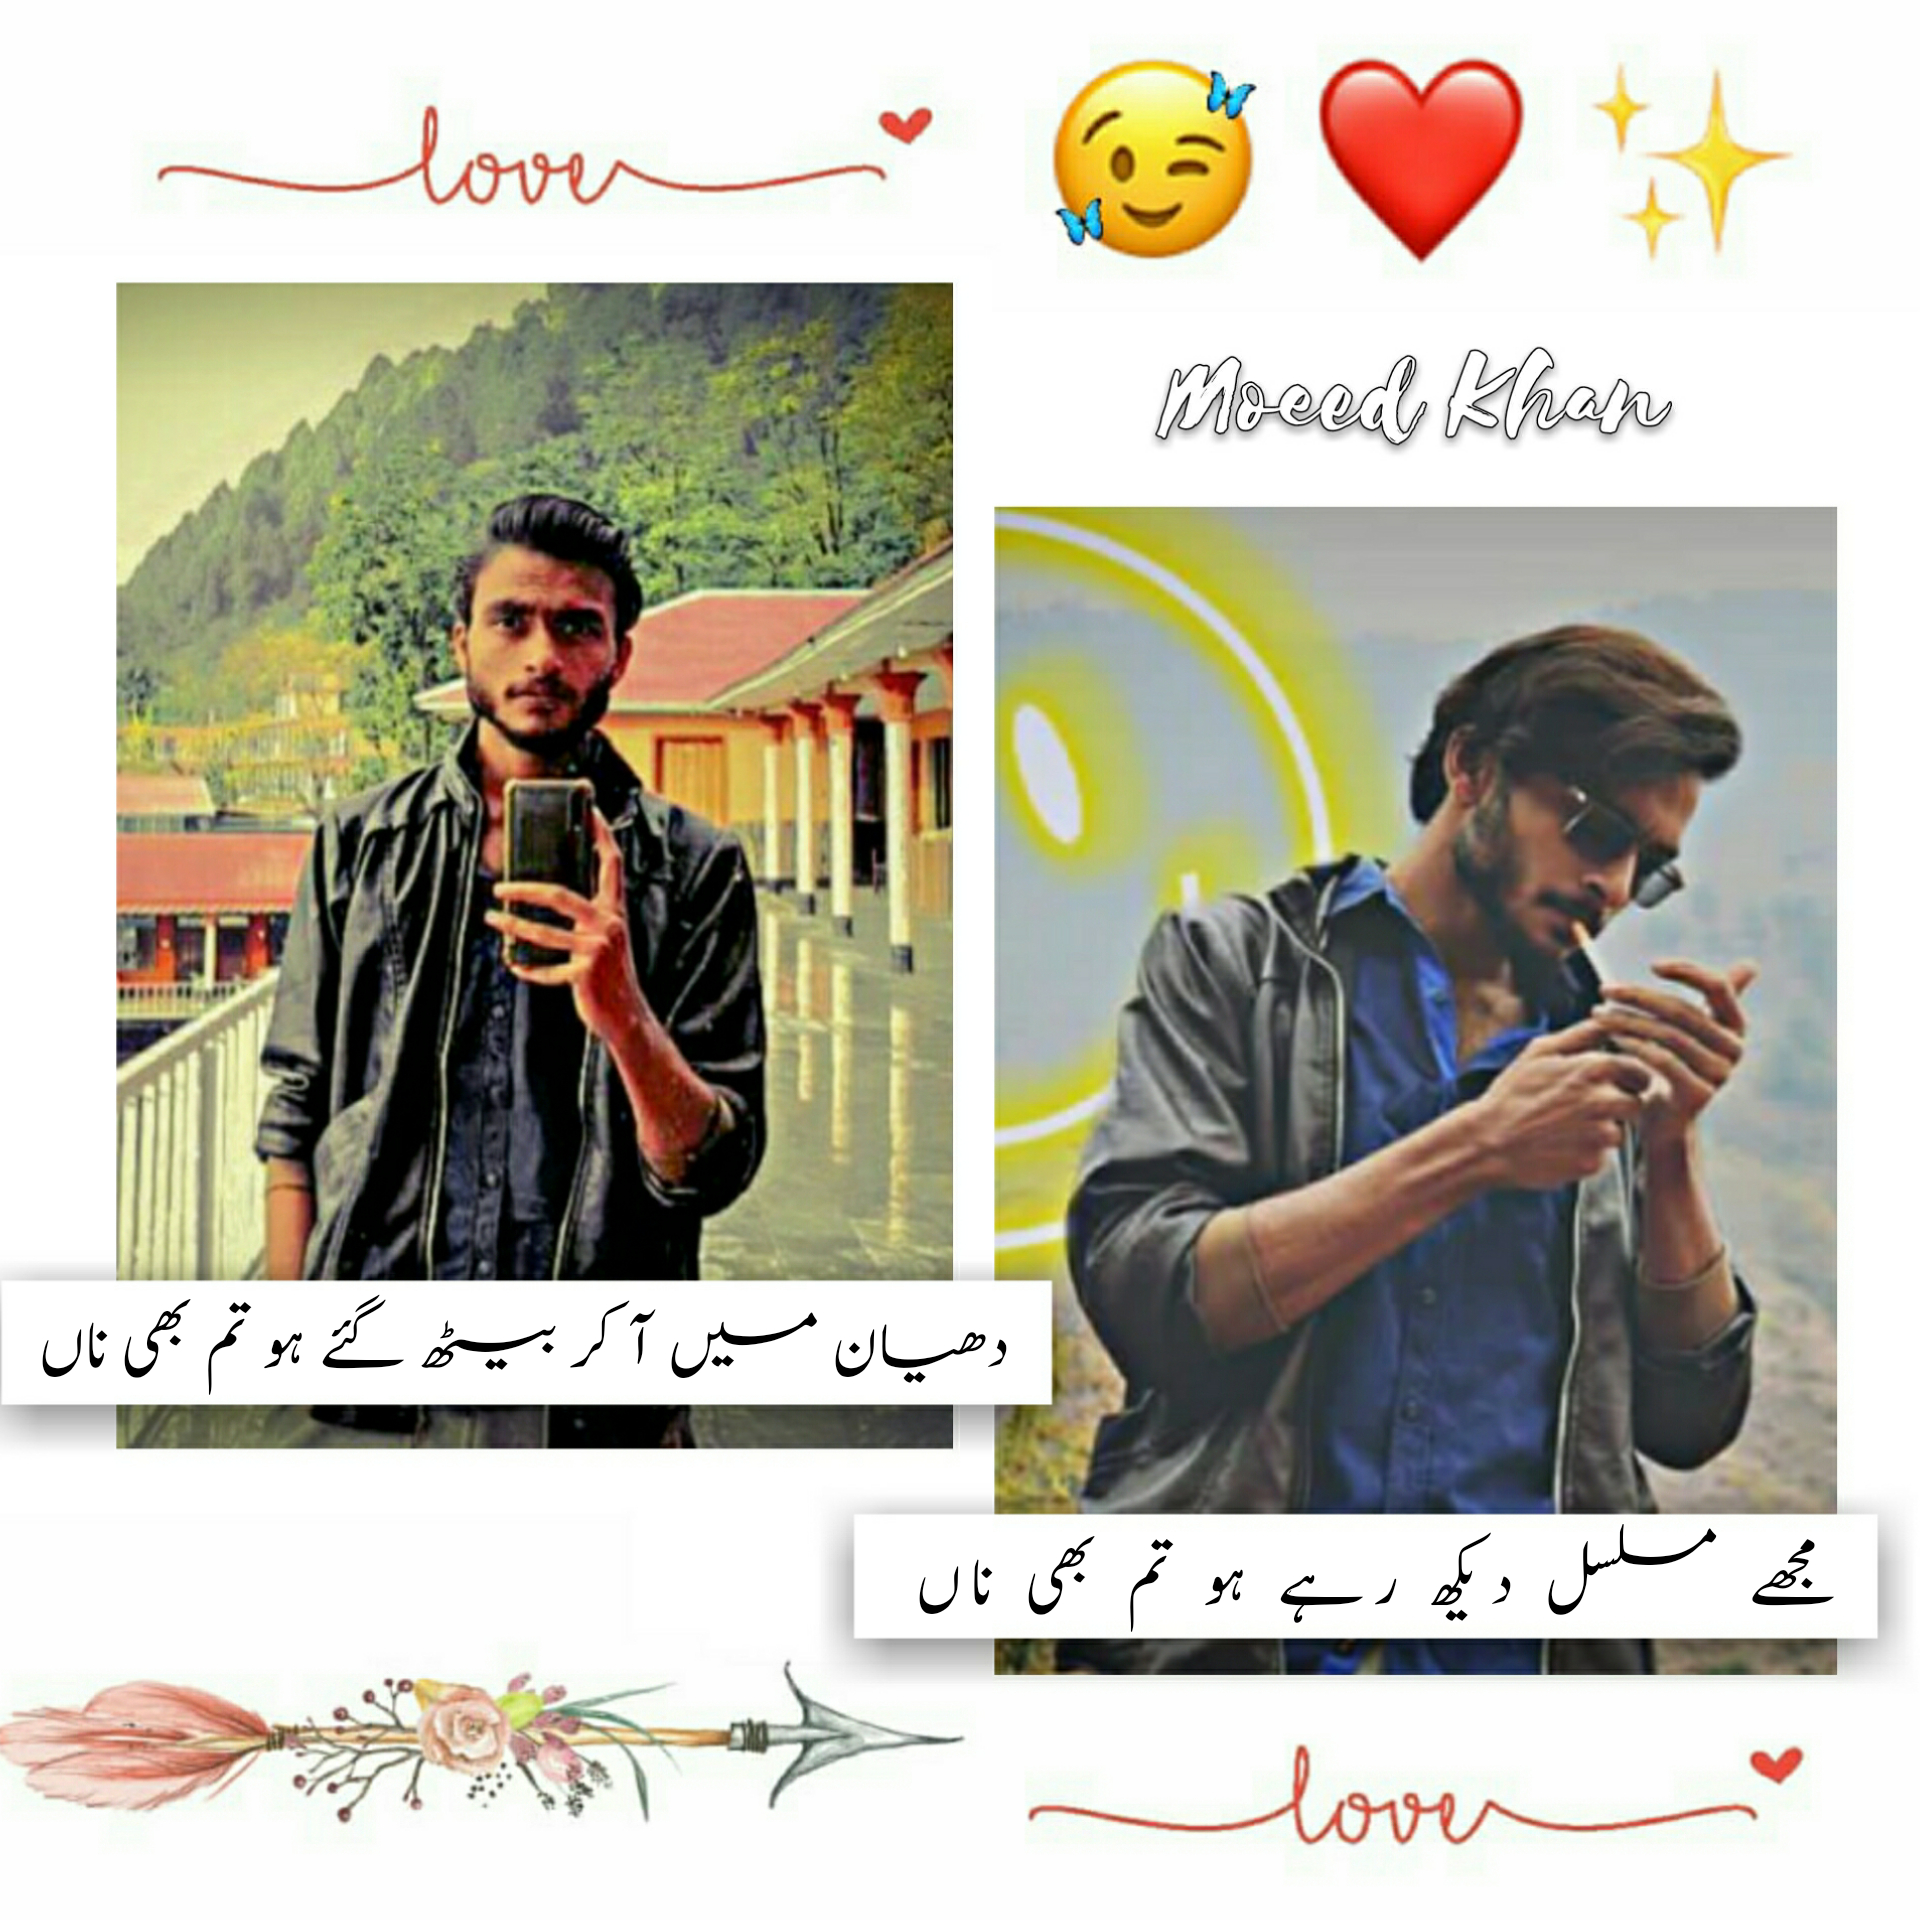 love
Moeed Khan
دھیان میں آ کر بیٹھ گئے ہو تم بھی ناں
مجھے مسلسل دیکھ رہے ہو تم بھی ناں
love